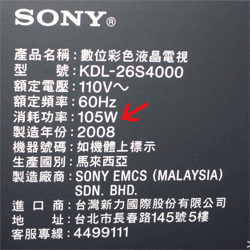 SONY
產品名稱：數位彩色液晶電視
型　　號：KDL-26S4000
額定電壓：110V～
額定頻率：60Hz
消耗功率：105W
製造年份：2008
機器號碼：如機體上標示
生產國別：馬來西亞
製造廠商：SONY EMCS (MALAYSIA)
SDN. BHD.
進 口 商：台灣新力國際股份有限公司
地　　址：台北市長春路145號5樓
客服專線：4499111